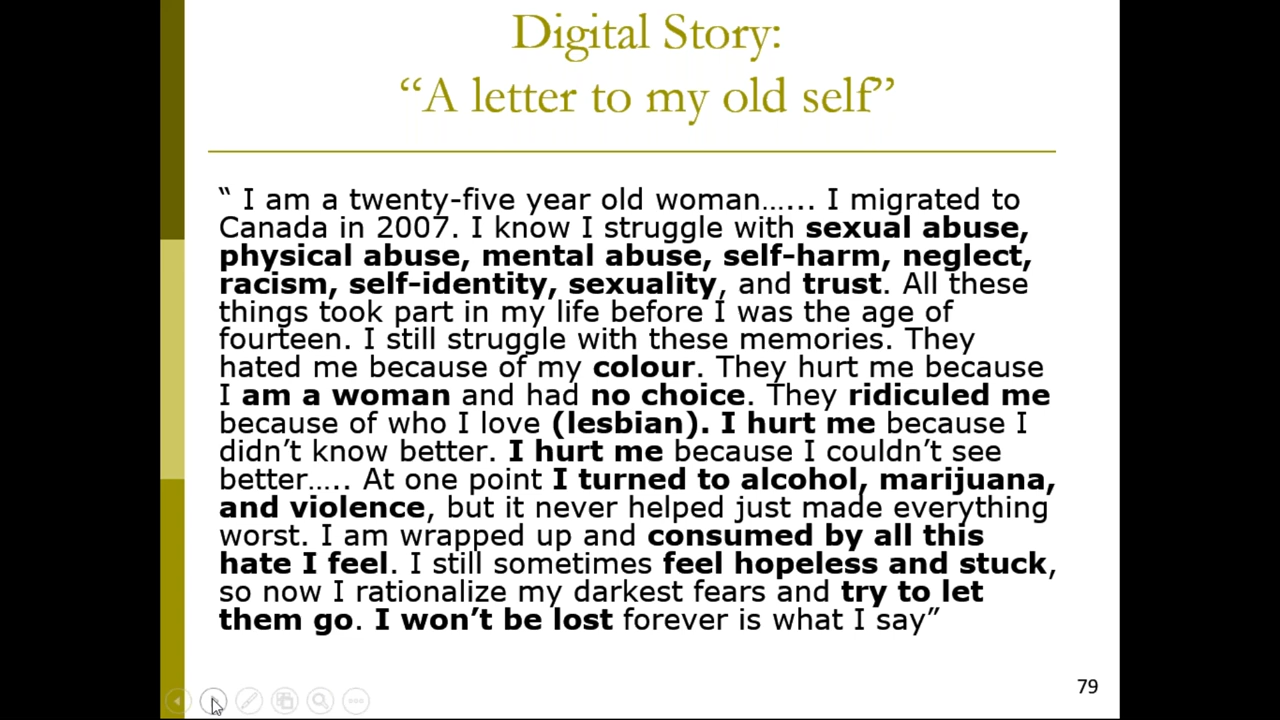 Digital Story:
“A letter to my old self”
“ I am a twenty-five year old woman…... I migrated to
Canada in 2007. I know I struggle with sexual abuse,
physical abuse, mental abuse, self-harm, neglect,
racism, self-identity, sexuality, and trust. All these
things took part in my life before I was the age of
fourteen. I still struggle with these memories. They
hated me because of my colour. They hurt me because
I am a woman and had no choice. They ridiculed me
because of who I love (lesbian). I hurt me because I
didn’t know better. I hurt me because I couldn’t see
better….. At one point I turned to alcohol, marijuana,
and violence, but it never helped just made everything
worst. I am wrapped up and consumed by all this
hate I feel. I still sometimes feel hopeless and stuck,
so now I rationalize my darkest fears and try to let
them go. I won’t be lost forever is what I say”
79